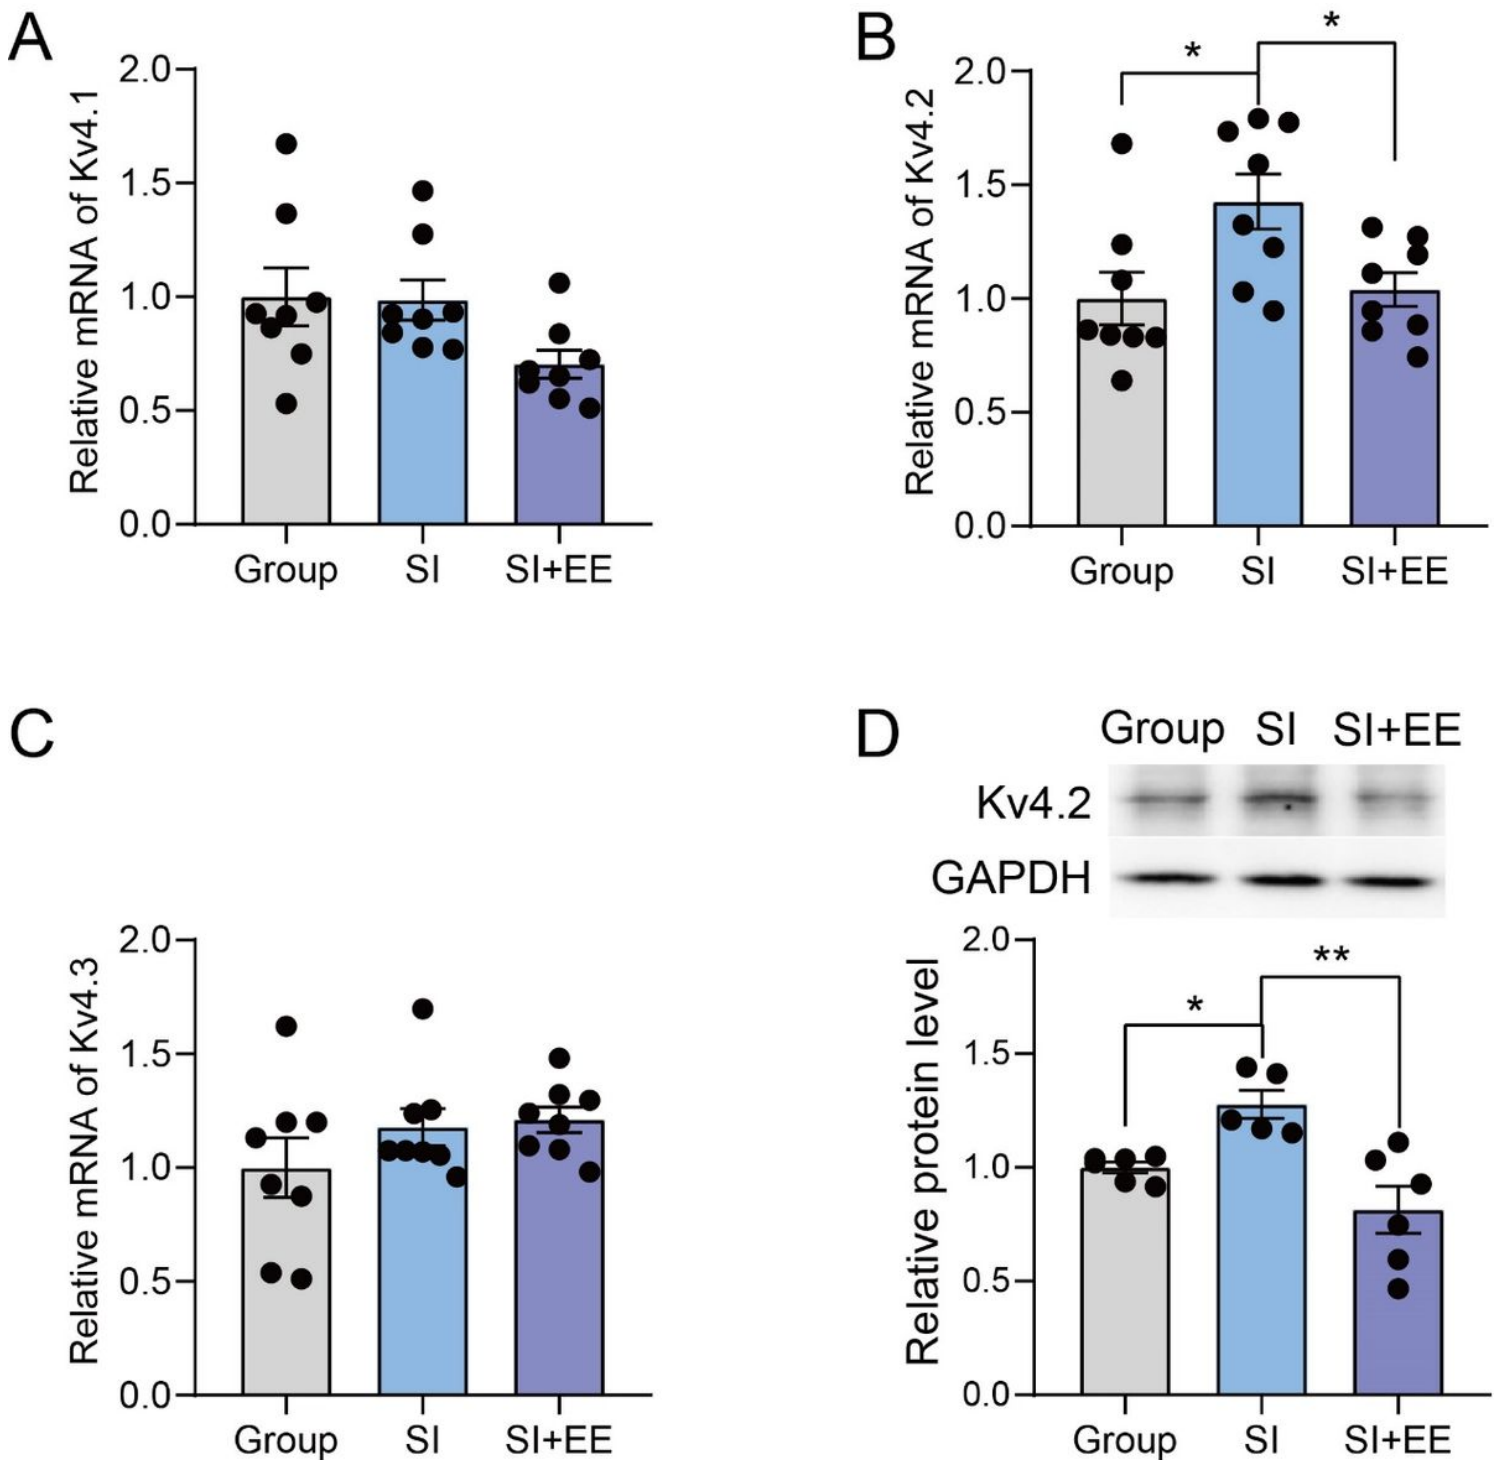 A
Relative mRNA of Kv4.1
2.0
1.5
1.0
0.5
0.0
Group SI SI+EE
B
Relative mRNA of Kv4.2
* *
2.0
1.5
1.0
0.5
0.0
Group SI SI+EE
C
Relative mRNA of Kv4.3
2.0
1.5
1.0
0.5
0.0
Group SI SI+EE
D
Group SI SI+EE
Kv4.2
GAPDH
Relative protein level
* **
2.0
1.5
1.0
0.5
0.0
Group SI SI+EE